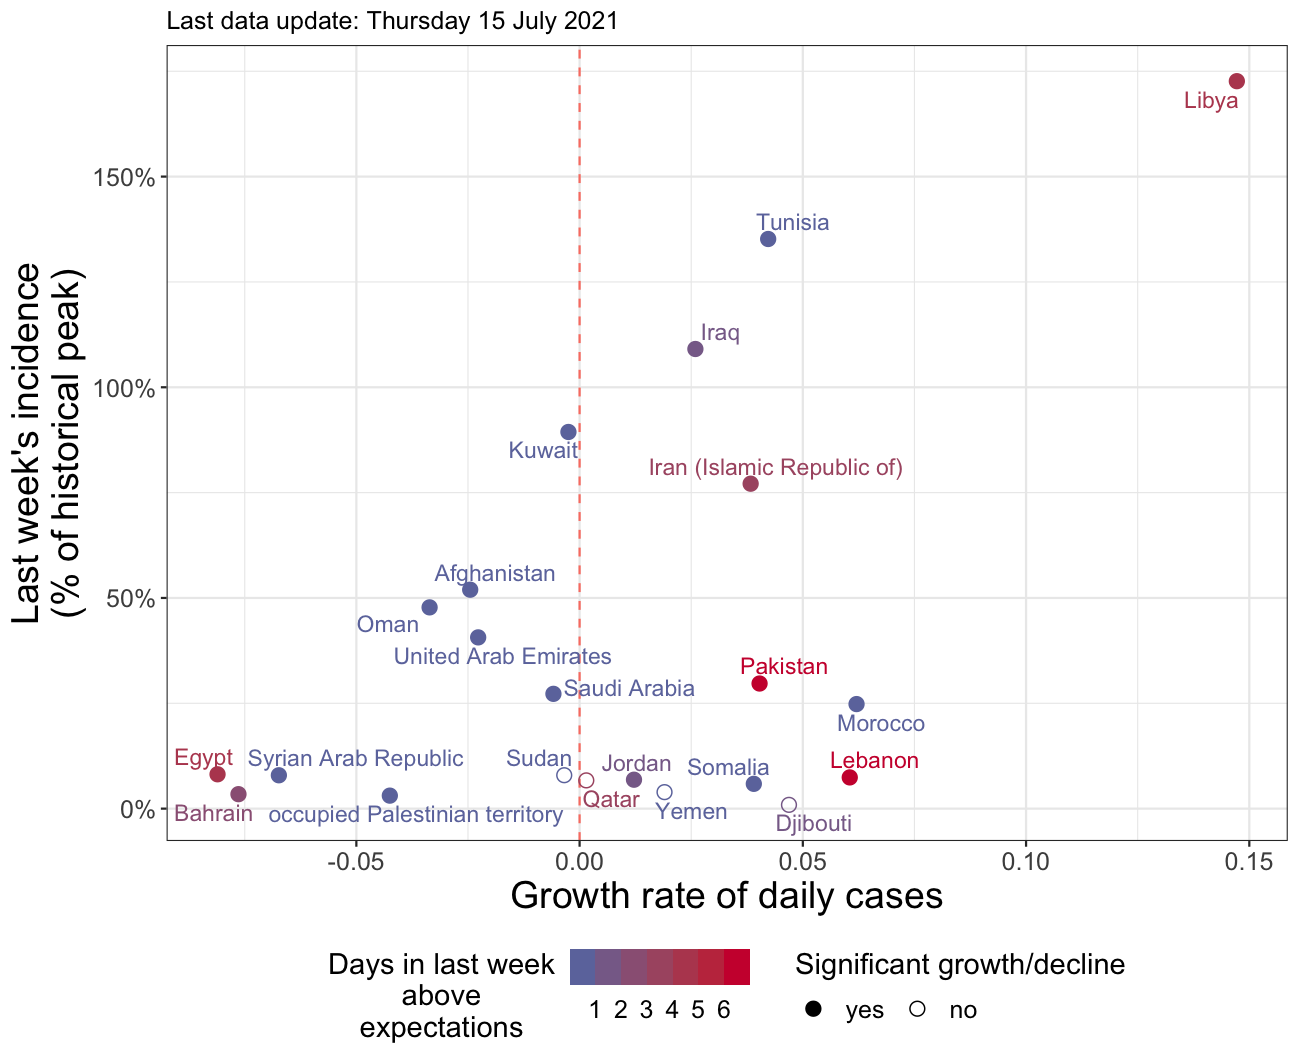 Last data update: Thursday 15 July 2021
Last week's incidence
(% of historical peak)
150%
100%
50%
0%
Libya
Tunisia
Iraq
Kuwait
Iran (Islamic Republic of)
Afghanistan
Oman
United Arab Emirates
Pakistan
Saudi Arabia
Morocco
Egypt
Syrian Arab Republic
Sudan
Jordan
Somalia
Lebanon
Bahrain
occupied Palestinian territory
Qatar
Yemen
Djibouti
-0.05 0.00 0.05 0.10 0.15
Growth rate of daily cases
Days in last week
above
expectations
1 2 3 4 5 6
Significant growth/decline
yes no